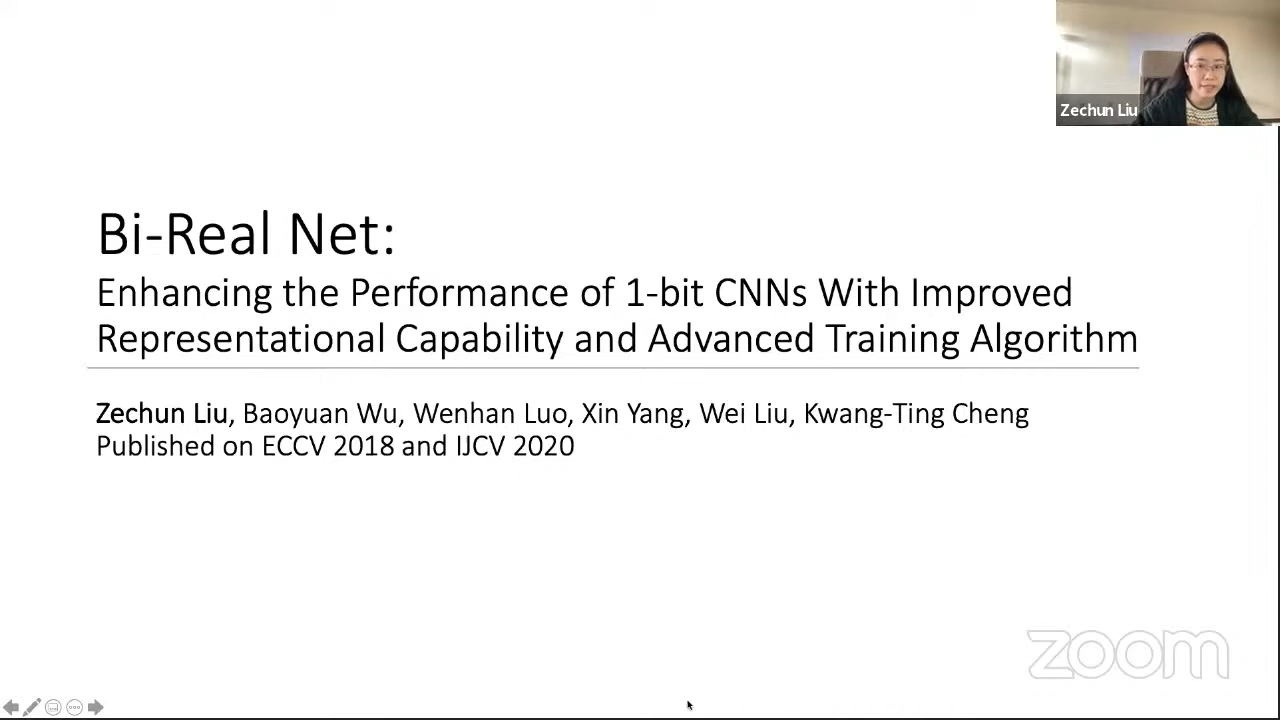 Zechun Liu
Bi-Real Net:
Enhancing the Performance of 1-bit CNNs With Improved
Representational Capability and Advanced Training Algorithm
Zechun Liu, Baoyuan Wu, Wenhan Luo, Xin Yang, Wei Liu, Kwang-Ting Cheng
Published on ECCV 2018 and IJCV 2020
zoom